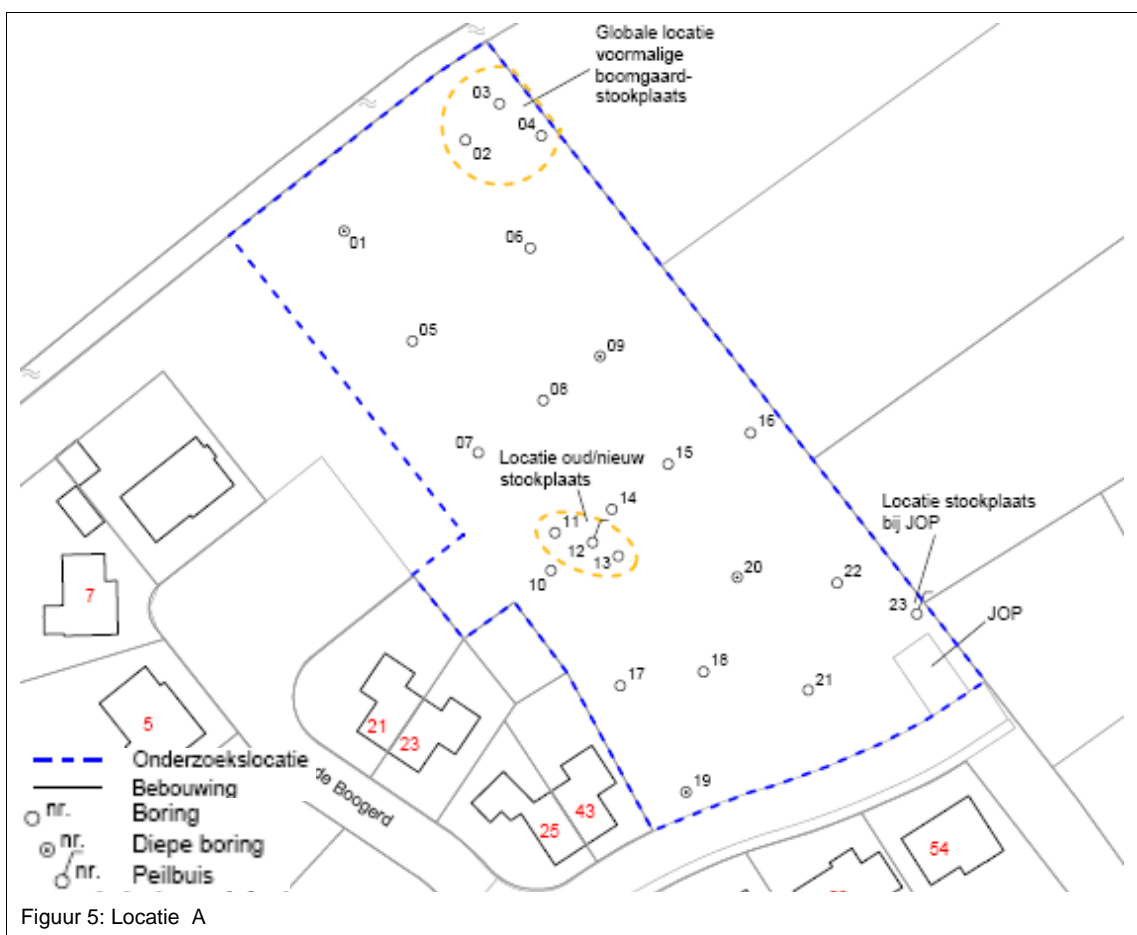 Globale locatie
voormalige
boomgaard-
stookplaats
03
04
02
01
06
05
09
08
16
07
15
Locatie oud/nieuw
stookplaats
14
Locatie stookplaats
bij JOP
11
12
13
10
20
22
23
JOP
7
17
18
21
5
21
23
19
25
43
54
de Boogerd
Onderzoekslocatie
Bebouwing
nr. Boring
nr. Diepe boring
nr. Peilbuis
Figuur 5: Locatie A